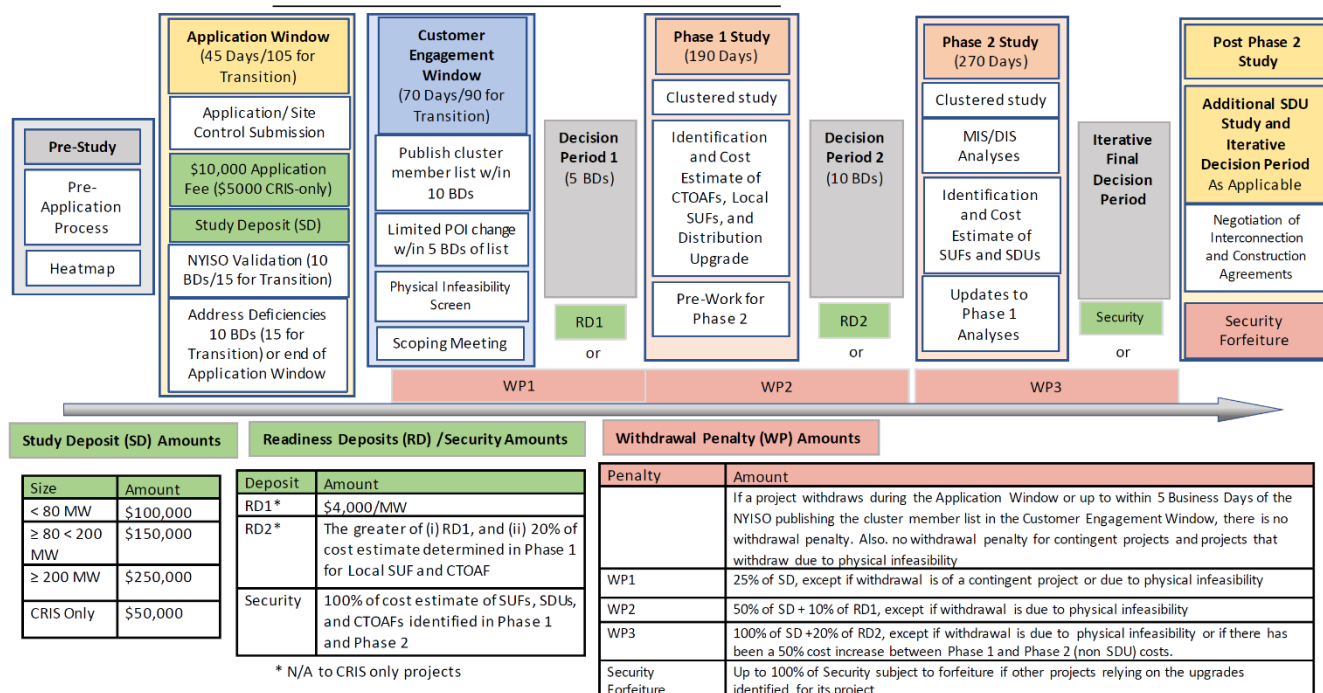 Pre-Study
Pre-
Application
Process
Heatmap
Application Window
(45 Days/105 for
Transition)
Application/ Site
Control Submission
$10,000 Application
Fee ($5000 CRIS-only)
Study Deposit (SD)
NYISO Validation (10
BDs/15 for Transition)
Address Deficiencies
10 BDs (15 for
Transition) or end of
Application Window
Customer
Engagement
Window
(70 Days/90 for
Transition)
Publish cluster
member list w/in
10 BDs
Limited POI change
w/in 5 BDs of list
Physical Infeasibility
Screen
Scoping Meeting
Decision
Period 1
(5 BDs)
RD1
or
Phase 1 Study
(190 Days)
Clustered study
Identification
and Cost
Estimate of
CTOAFs, Local
SUFs, and
Distribution
Upgrade
Pre-Work for
Phase 2
Decision
Period 2
(10 BDs)
RD2
or
Phase 2 Study
(270 Days)
Clustered study
MIS/DIS
Analyses
Identification
and Cost
Estimate of
SUFs and SDUs
Updates to
Phase 1
Analyses
Iterative
Final
Decision
Period
Security
or
Post Phase 2
Study
Additional SDU
Study and
Iterative
Decision Period
As Applicable
Negotiation of
Interconnection
and Construction
Agreements
Security
Forfeiture
WP1
WP2
WP3
Study Deposit (SD) Amounts
Size Amount
< 80 MW $100,000
≥ 80 < 200 $150,000
MW
≥ 200 MW $250,000
CRIS Only $50,000
Readiness Deposits (RD) /Security Amounts
Deposit Amount
RD1* $4,000/MW
RD2* The greater of (i) RD1, and (ii) 20% of
cost estimate determined in Phase 1
for Local SUF and CTOAF
Security 100% of cost estimate of SUFs, SDUs,
and CTOAFs identified in Phase 1
and Phase 2
* N/A to CRIS only projects
Withdrawal Penalty (WP) Amounts
Penalty Amount
If a project withdraws during the Application Window or up to within 5 Business Days of the
NYISO publishing the cluster member list in the Customer Engagement Window, there is no
withdrawal penalty. Also. no withdrawal penalty for contingent projects and projects that
withdraw due to physical infeasibility
WP1 25% of SD, except if withdrawal is of a contingent project or due to physical infeasibility
WP2 50% of SD + 10% of RD1, except if withdrawal is due to physical infeasibility
WP3 100% of SD +20% of RD2, except if withdrawal is due to physical infeasibility or if there has
been a 50% cost increase between Phase 1 and Phase 2 (non SDU) costs.
Security Up to 100% of Security subject to forfeiture if other projects relying on the upgrades
Forfeiture identified for its project